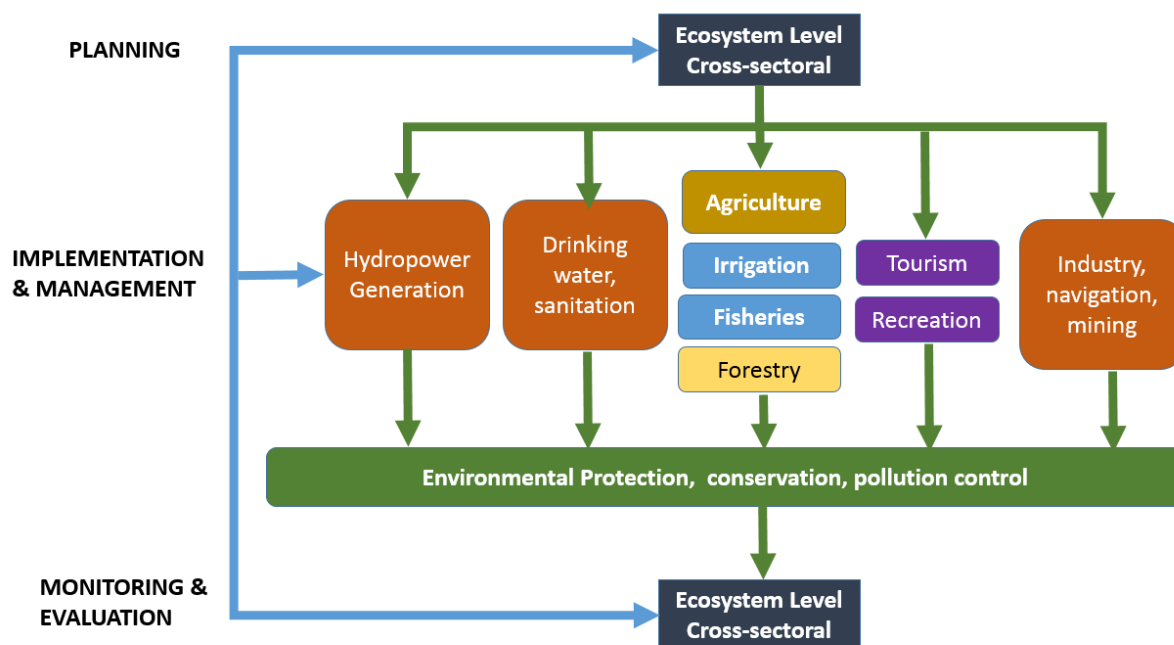 PLANNING
Ecosystem Level
Cross-sectoral
IMPLEMENTATION
& MANAGEMENT
Hydropower
Generation
Drinking
water,
sanitation
Agriculture
Irrigation
Fisheries
Forestry
Tourism
Recreation
Industry,
navigation,
mining
Environmental Protection, conservation, pollution control
MONITORING &
EVALUATION
Ecosystem Level
Cross-sectoral